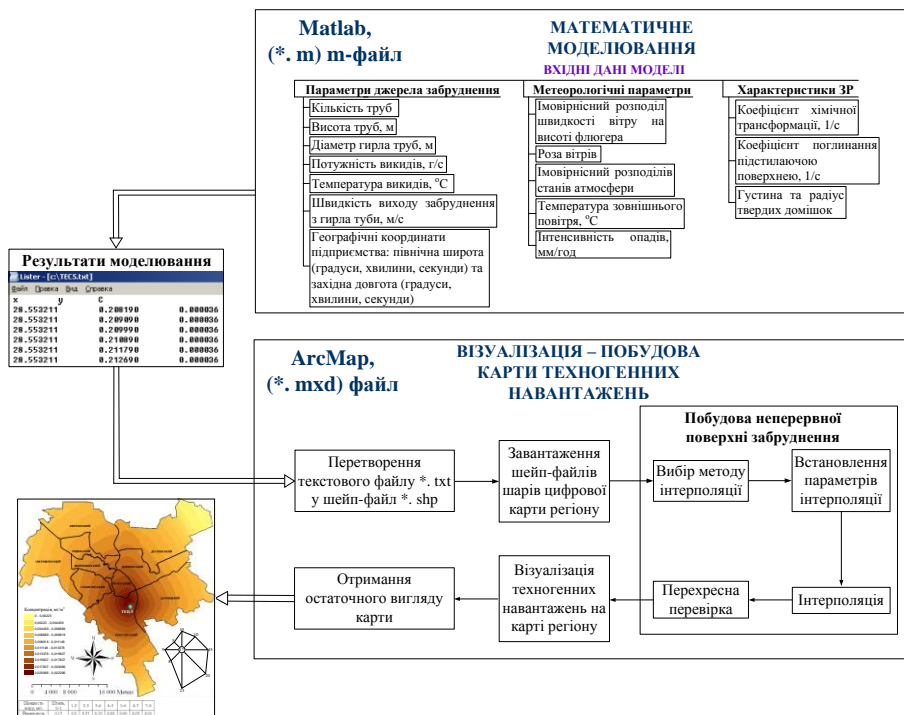 Matlab,
(*. m) m-файл
МАТЕМАТИЧНЕ
МОДЕЛЮВАННЯ
ВХІДНІ ДАНІ МОДЕЛІ
Параметри джерела забруднення
Кількість труб
Висота труб, м
Діаметр гирла труб, м
Потужність викидів, г/с
Температура викидів, °С
Швидкість виходу забруднення
з гирла туби, м/с
Географічні координати
підприємства: північна широта
(градуси, хвилини, секунди) та
західна довгота (градуси,
хвилини, секунди)
Метеорологічні параметри
Імовірнісний розподіл
швидкості вітру на
висоті флюгера
Роза вітрів
Імовірнісний розподілів
станів атмосфери
Температура зовнішнього
повітря, °С
Інтенсивність опадів,
мм/год
Характеристики ЗР
Коефіцієнт хімічної
трансформації, 1/с
Коефіцієнт поглинання
підстилаючою
поверхнею, 1/с
Густина та радіус
твердих домішок
Результати моделювання
Lister - [c:\TEC5.txt]
Файл Правка Вид Справка
x y C
28.553211 0.208190 0.000036
28.553211 0.209090 0.000036
28.553211 0.209990 0.000036
28.553211 0.210890 0.000036
28.553211 0.211790 0.000036
28.553211 0.212690 0.000036
ArcMap,
(*. mxd) файл
ВІЗУАЛІЗАЦІЯ – ПОБУДОВА
КАРТИ ТЕХНОГЕННИХ
НАВАНТАЖЕНЬ
Перетворення
текстового файлу *. txt
у шейп-файл *. shp
Завантаження
шейп-файлів
шарів цифрової
карти регіону
Побудова неперервної
поверхні забруднення
Вибір методу
інтерполяції
Встановлення
параметрів
інтерполяції
Інтерполяція
Перехресна
перевірка
Візуалізація
техногенних
навантажень на
карті регіону
Отримання
остаточного вигляду
карти
0 4 000 8 000 16 000 Meters